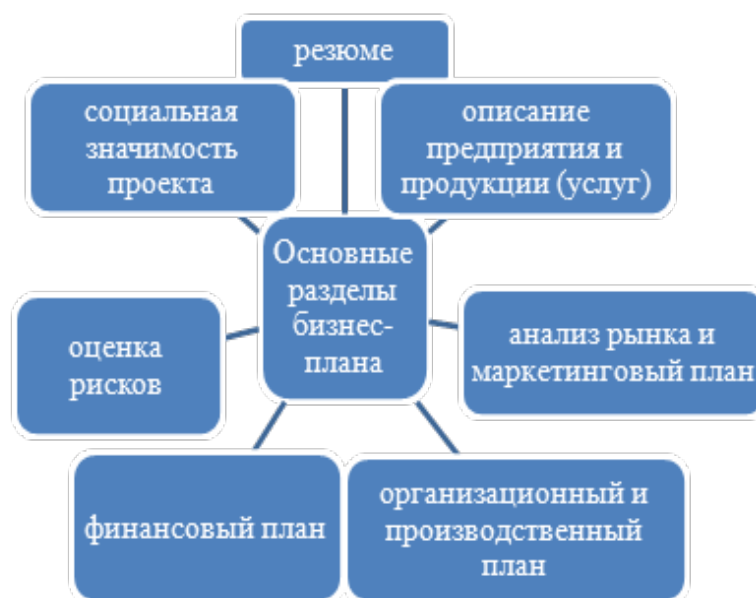 резюме
социальная
значимость
проекта
описание
предприятия и
продукции (услуг)
Основные
разделы
бизнес-
плана
оценка
рисков
анализ рынка и
маркетинговый план
финансовый план
организационный и
производственный
план